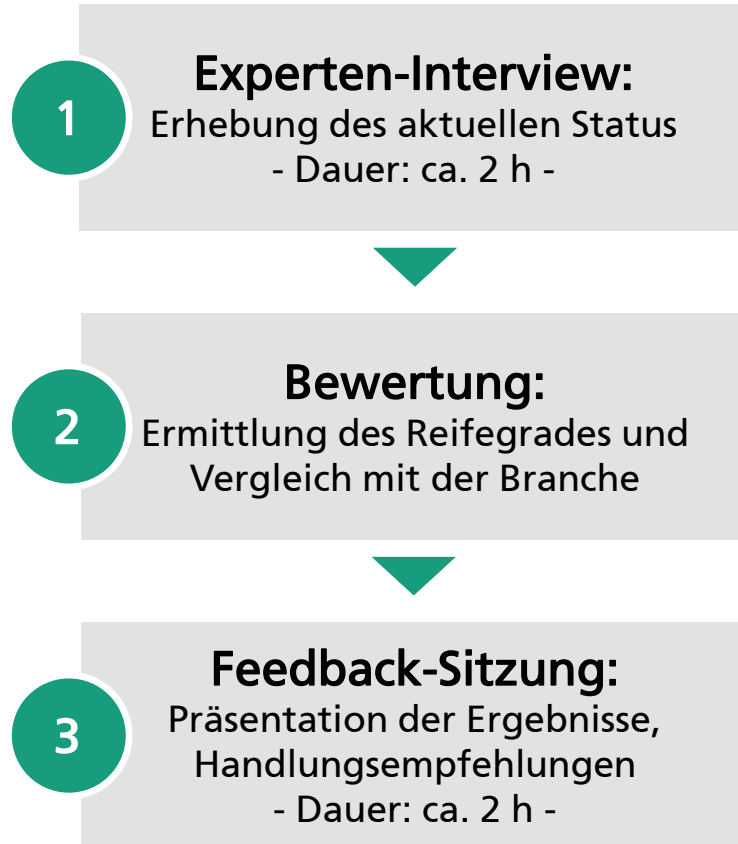 1
Experten-Interview:
Erhebung des aktuellen Status
- Dauer: ca. 2 h -
2
Bewertung:
Ermittlung des Reifegrades und
Vergleich mit der Branche
3
Feedback-Sitzung:
Präsentation der Ergebnisse,
Handlungsempfehlungen
- Dauer: ca. 2 h -